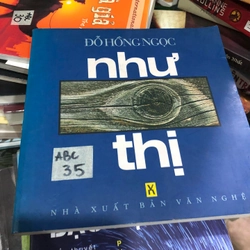 ĐỖ HỒNG NGỌC
như
thị
ABC
35
X
NHÀ XUẤT BẢN VĂN NGHỆ